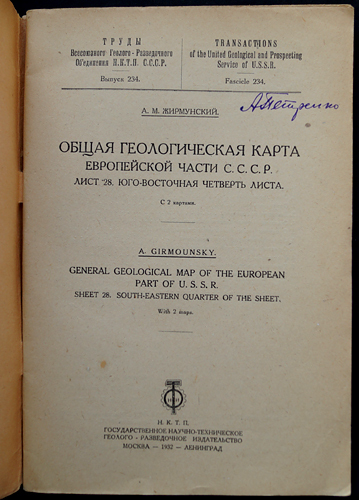 ТРУДЫ
Всесоюзного Геолого-Разведочного
Объединения Н.К.Т.П. С.С.С.Р.
Выпуск 234.
TRANSACTIONS
of the United Geological and Prospecting
Service of U.S.S.R.
Fascicle 234.
А. Петренко
А. М. ЖИРМУНСКИЙ.
ОБЩАЯ ГЕОЛОГИЧЕСКАЯ КАРТА
ЕВРОПЕЙСКОЙ ЧАСТИ С. С. С. Р.
ЛИСТ 28. ЮГО-ВОСТОЧНАЯ ЧЕТВЕРТЬ ЛИСТА.
С 2 картами.
A. GIRMOUNSKY.
GENERAL GEOLOGICAL MAP OF THE EUROPEAN
PART OF U. S. S. R.
SHEET 28. SOUTH-EASTERN QUARTER OF THE SHEET.
With 2 maps.
Н. К. Т. П.
ГОСУДАРСТВЕННОЕ НАУЧНО-ТЕХНИЧЕСКОЕ
ГЕОЛОГО - РАЗВЕДОЧНОЕ ИЗДАТЕЛЬСТВО
МОСКВА — 1932 — ЛЕНИНГРАД